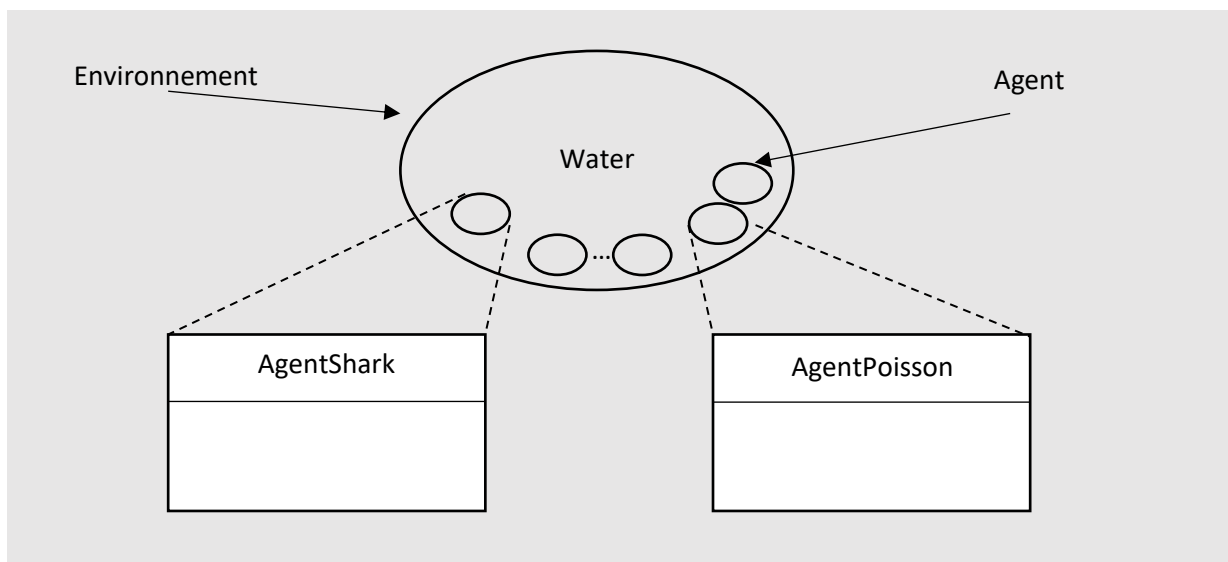 Environnement
Agent
Water
...
AgentShark
AgentPoisson